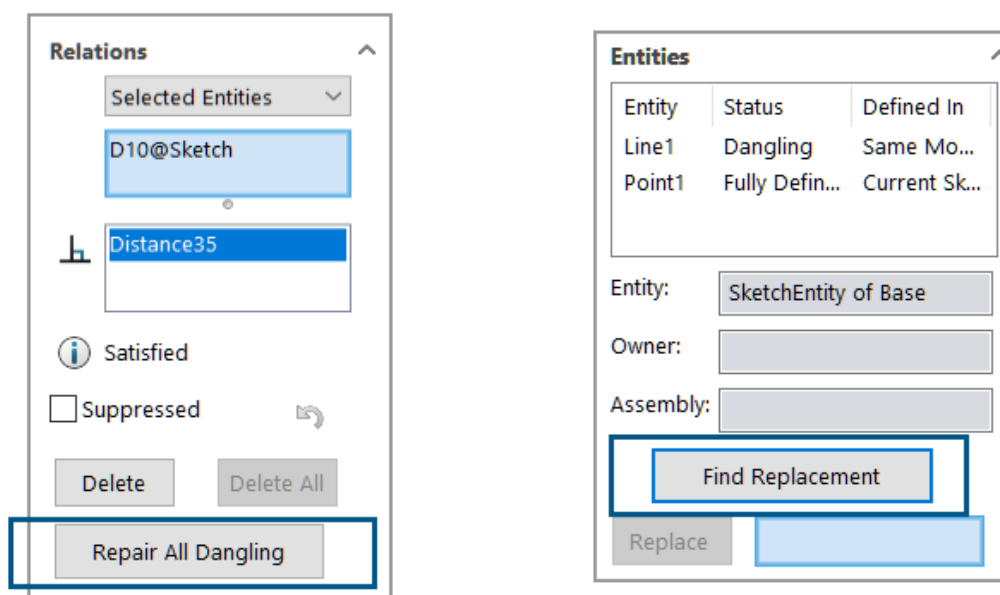 Relations
Selected Entities
D10@Sketch
Distance35
Satisfied
Suppressed
Delete
Delete All
Repair All Dangling
Entities
Entity Status Defined In
Line1 Dangling Same Mo...
Point1 Fully Defin... Current Sk...
Entity: SketchEntity of Base
Owner:
Assembly:
Find Replacement
Replace